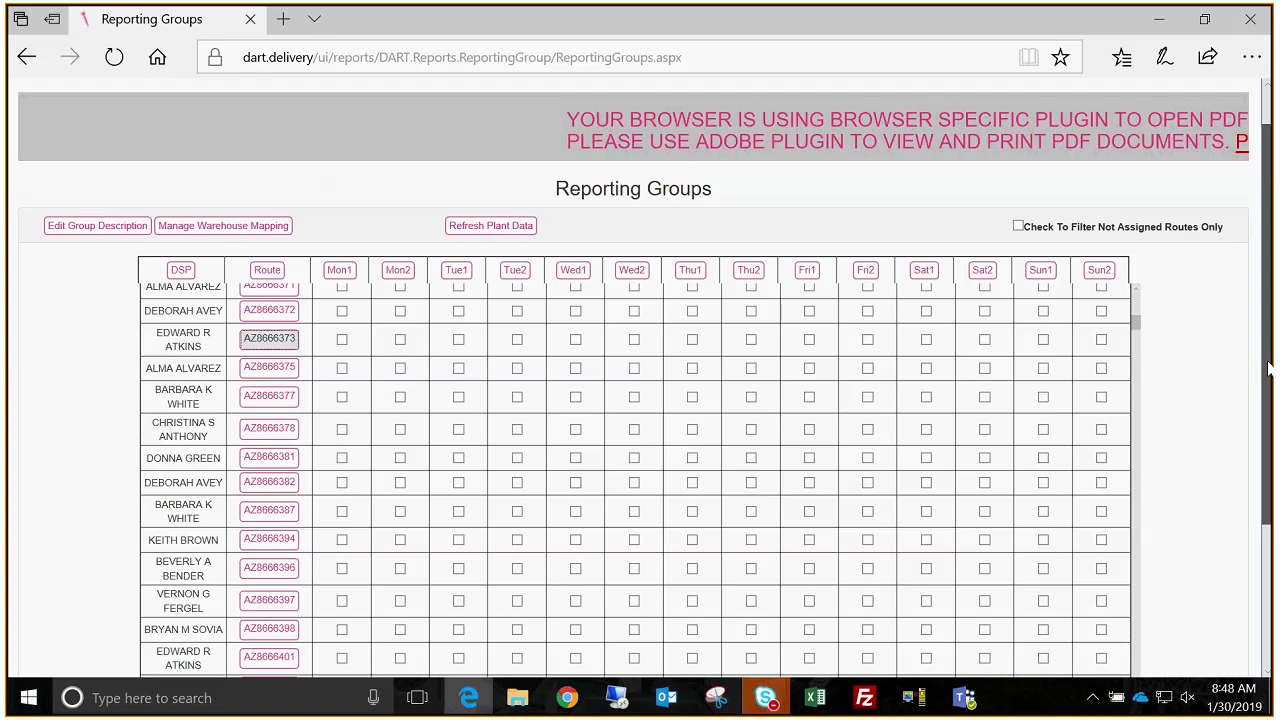 Reporting Groups
dart.delivery/ui/reports/DART.Reports.ReportingGroup/ReportingGroups.aspx
YOUR BROWSER IS USING BROWSER SPECIFIC PLUGIN TO OPEN PDF
PLEASE USE ADOBE PLUGIN TO VIEW AND PRINT PDF DOCUMENTS. P
Reporting Groups
Edit Group Description Manage Warehouse Mapping Refresh Plant Data Check To Filter Not Assigned Routes Only
DSP Route Mon1 Mon2 Tue1 Tue2 Wed1 Wed2 Thu1 Thu2 Fri1 Fri2 Sat1 Sat2 Sun1 Sun2
ALMA ALVAREZ AZ8666371
DEBORAH AVEY AZ8666372
EDWARD R
ATKINS AZ8666373
ALMA ALVAREZ AZ8666375
BARBARA K
WHITE AZ8666377
CHRISTINA S
ANTHONY AZ8666378
DONNA GREEN AZ8666381
DEBORAH AVEY AZ8666382
BARBARA K
WHITE AZ8666387
KEITH BROWN AZ8666394
BEVERLY A
BENDER AZ8666396
VERNON G
FERGEL AZ8666397
BRYAN M SOVIA AZ8666398
EDWARD R
ATKINS AZ8666401
Type here to search
8:48 AM
1/30/2019